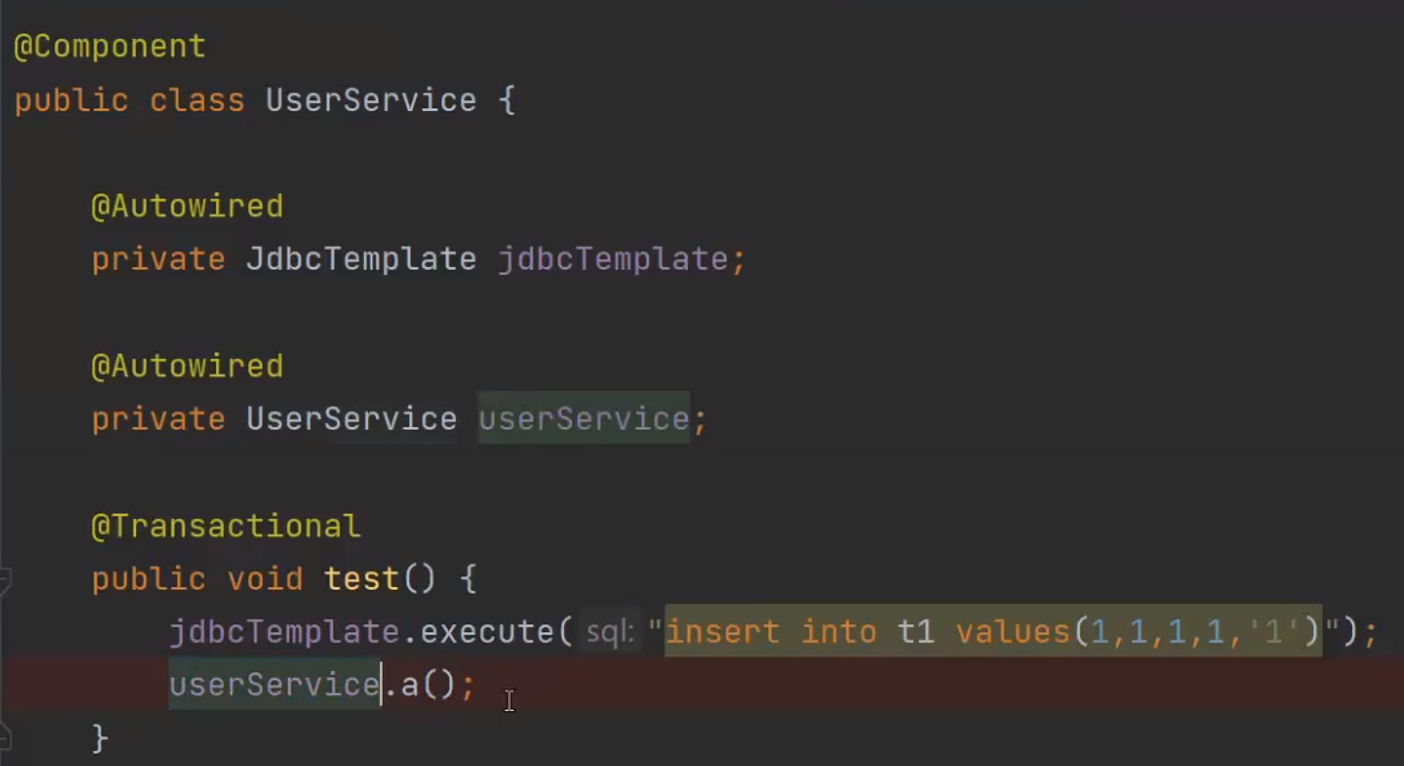 @Component
public class UserService {
@Autowired
private JdbcTemplate jdbcTemplate;
@Autowired
private UserService userService;
@Transactional
public void test() {
jdbcTemplate.execute( sql: "insert into t1 values(1,1,1,1,'1')");
userService.a();
}